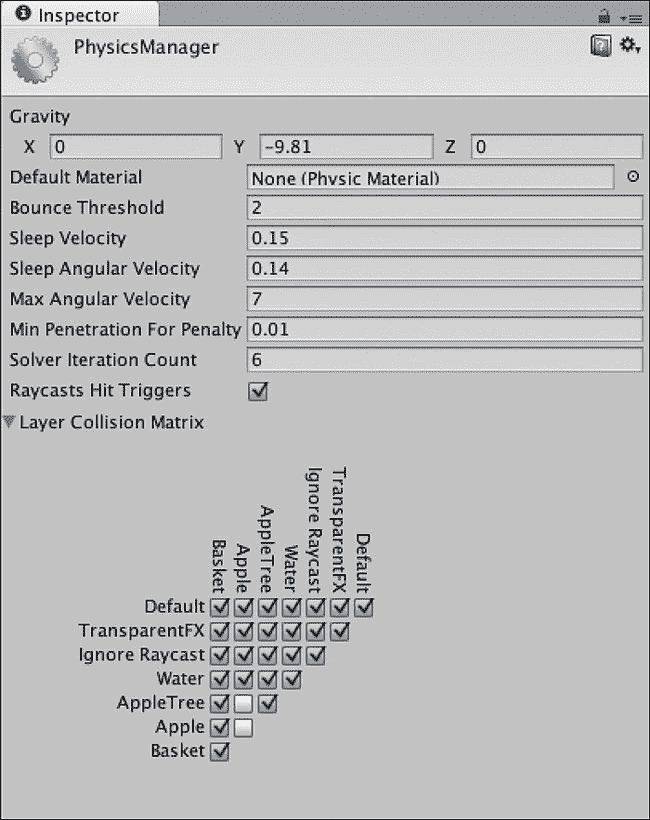 Inspector
PhysicsManager
Gravity
X 0 Y -9.81 Z 0
Default Material None (Physic Material)
Bounce Threshold 2
Sleep Velocity 0.15
Sleep Angular Velocity 0.14
Max Angular Velocity 7
Min Penetration For Penalty 0.01
Solver Iteration Count 6
Raycasts Hit Triggers
Layer Collision Matrix
Basket
Apple
AppleTree
Water
Ignore Raycast
TransparentFX
Default
Default
TransparentFX
Ignore Raycast
Water
AppleTree
Apple
Basket